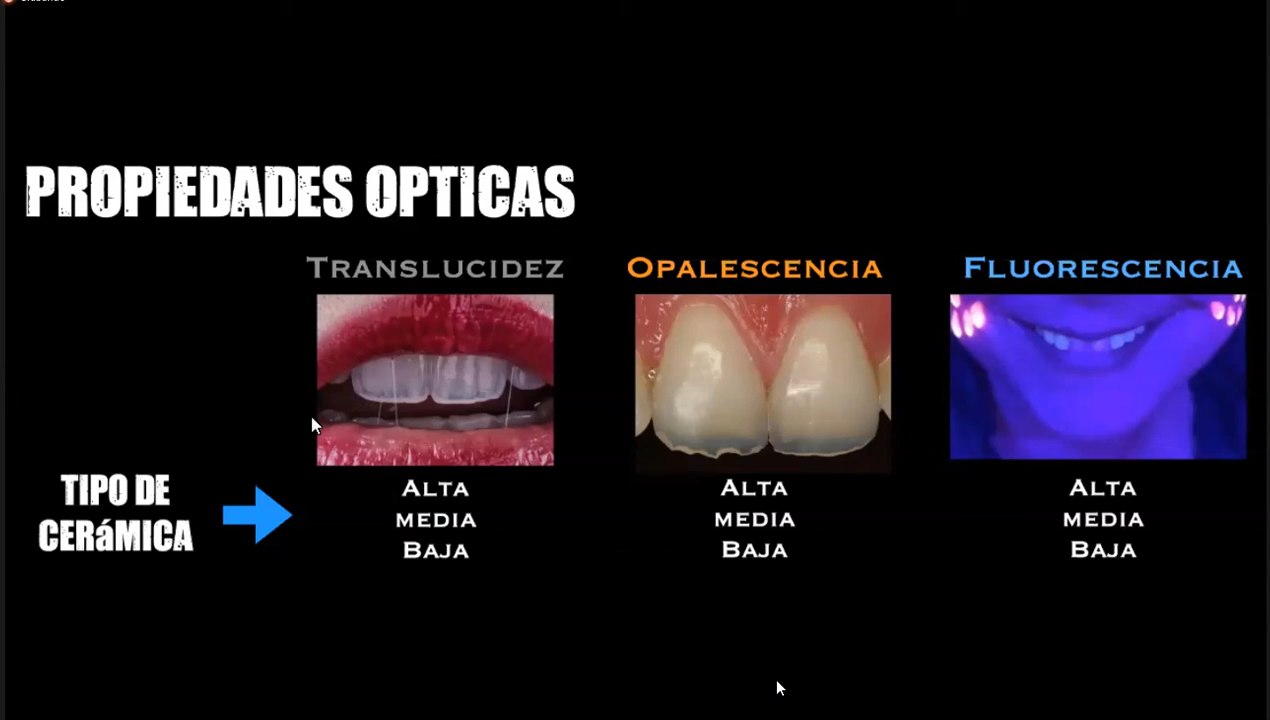 PROPIEDADES OPTICAS
TRANSLUCIDEZ
OPALESCENCIA
FLUORESCENCIA
TIPO DE
CERáMICA
ALTA
MEDIA
BAJA
ALTA
MEDIA
BAJA
ALTA
MEDIA
BAJA